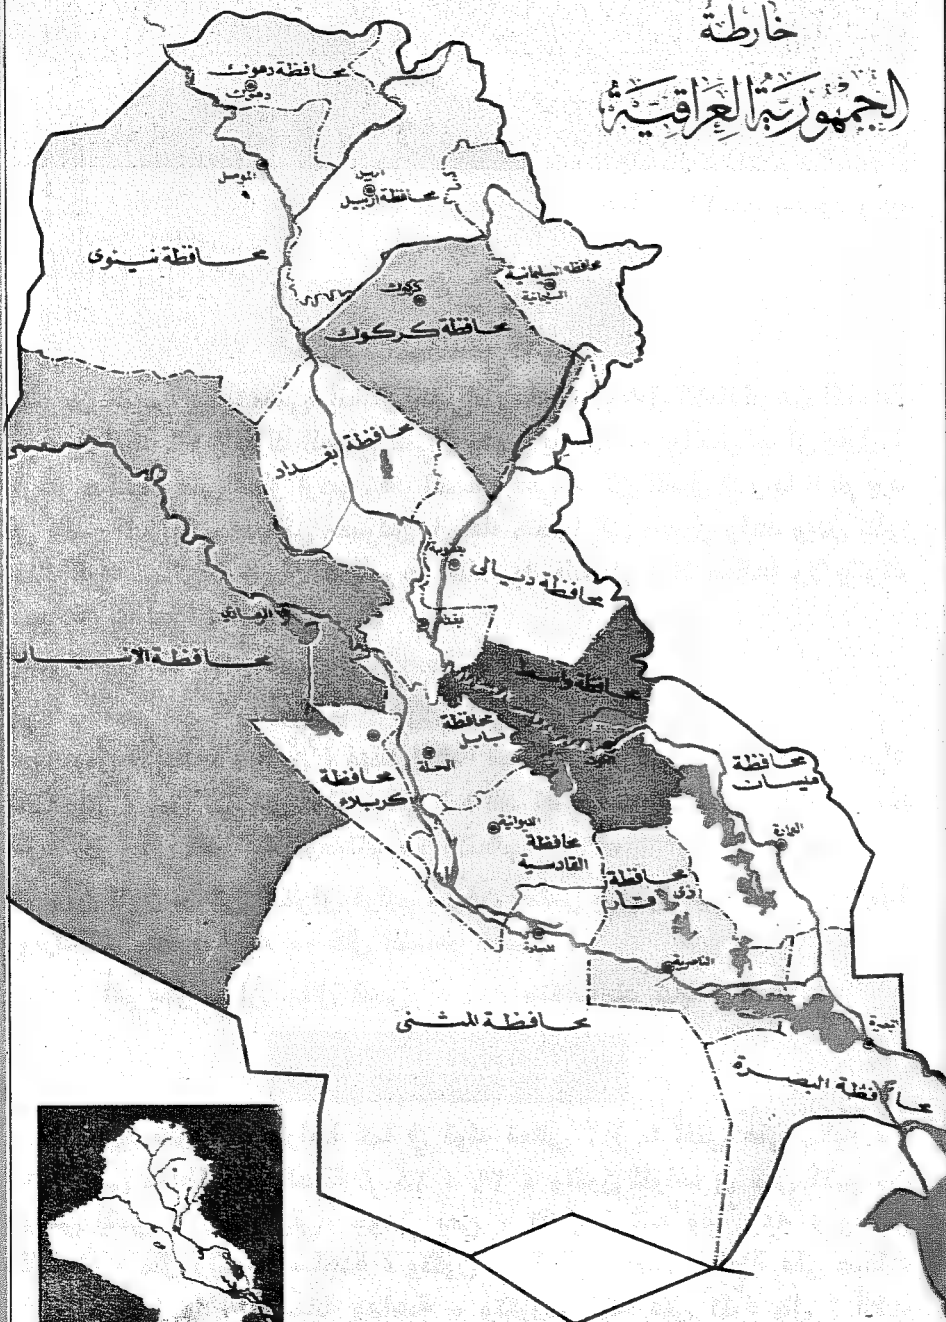 خارطة
الجمهورية العراقية
محافظة دهوك
دهوك
الموصل
اربيل
محافظة اربيل
محافظة نينوى
محافظة السليمانية
السليمانية
كركوك
محافظة كركوك
محافظة بغداد
بعقوبة
محافظة ديالى
الرمادي
بغداد
محافظة الانبار
محافظة واسط
محافظة
بابل
الكوت
محافظة
ميسان
الحلة
محافظة
كربلاء
الديوانية
العمارة
محافظة
القادسية
محافظة
ذي قار
السماوة
الناصرية
محافظة المثنى
البصرة
محافظة البصرة